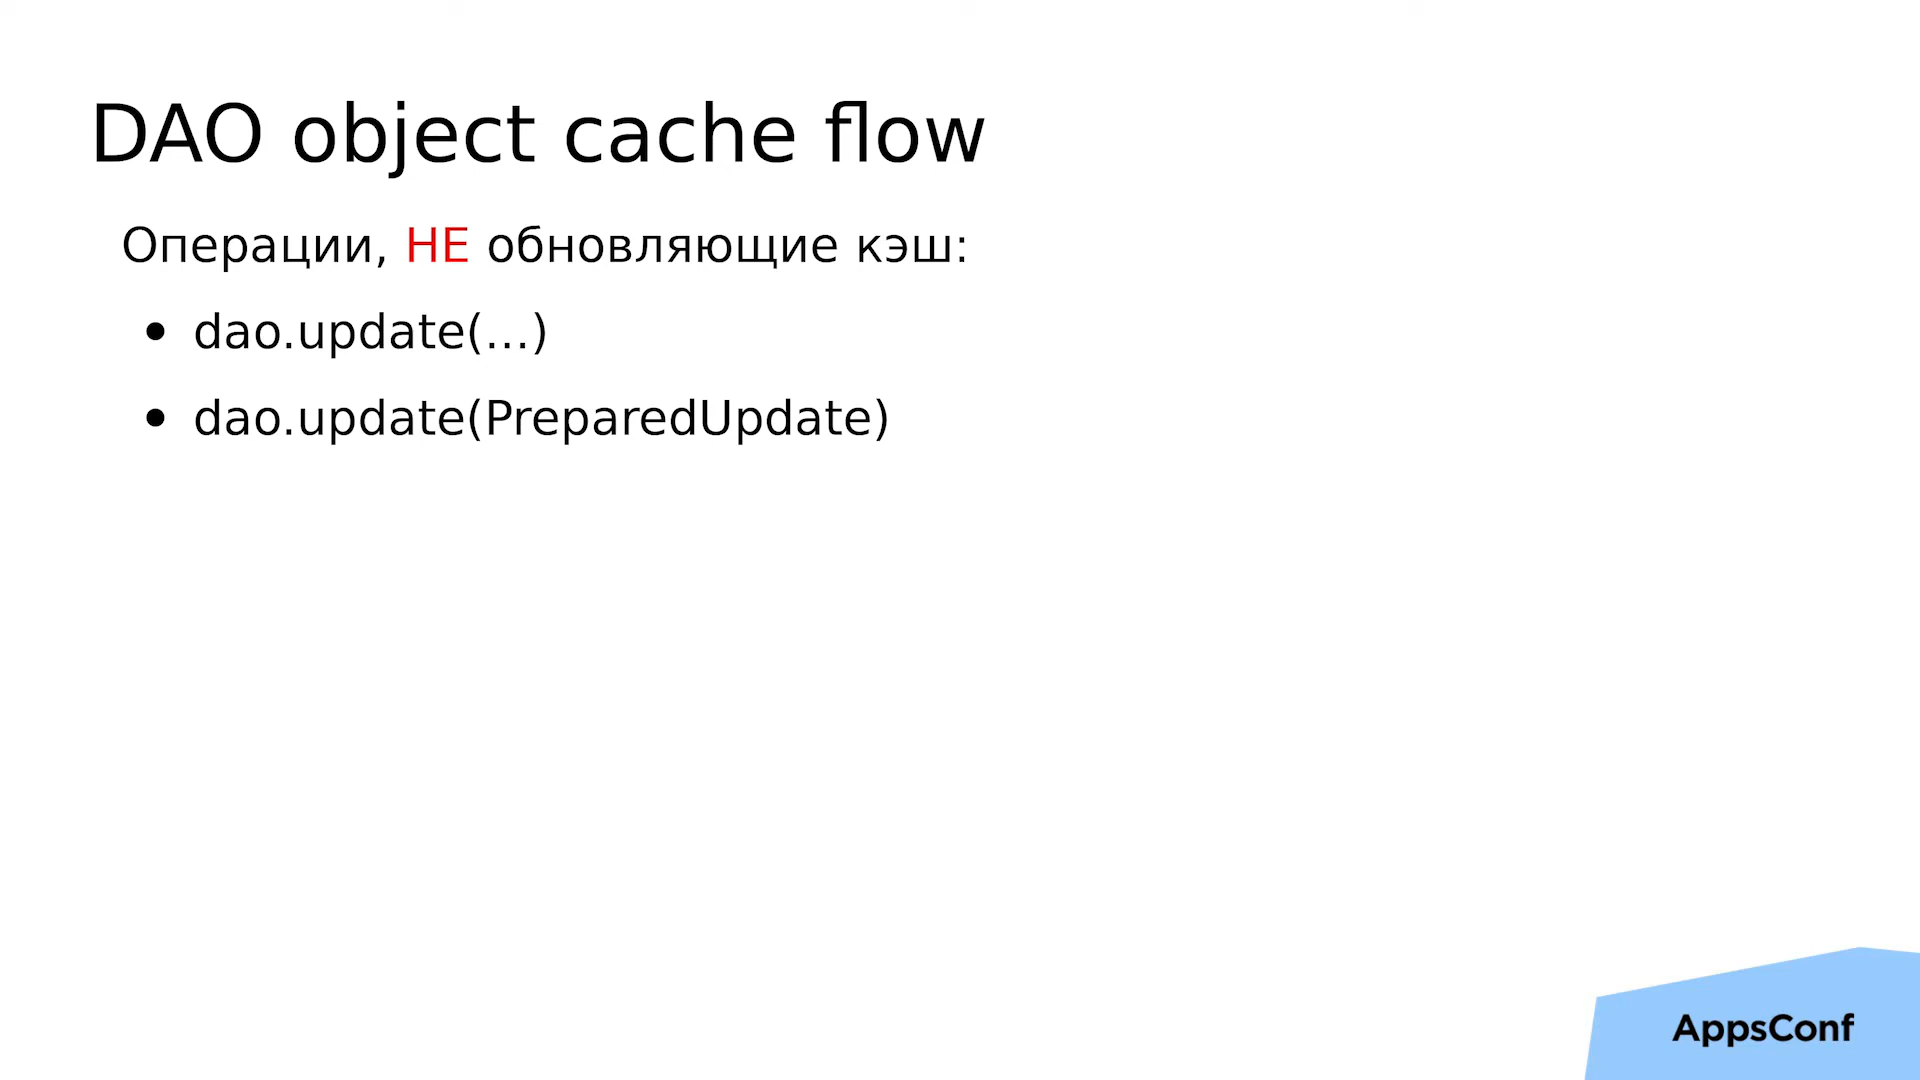 DAO object cache flow
Операции, НЕ обновляющие кэш:
• dao.update(...)
• dao.update(PreparedUpdate)
AppsConf